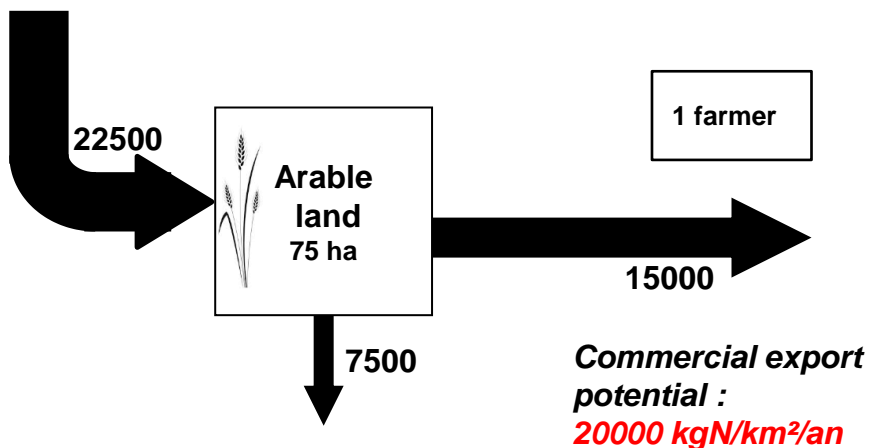 22500
Arable
land
75 ha
1 farmer
15000
7500
Commercial export
potential :
20000 kgN/km²/an